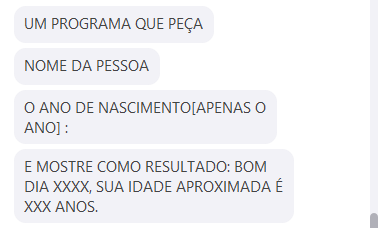 UM PROGRAMA QUE PEÇA
NOME DA PESSOA
O ANO DE NASCIMENTO[APENAS O
ANO] :
E MOSTRE COMO RESULTADO: BOM
DIA XXXX, SUA IDADE APROXIMADA É
XXX ANOS.